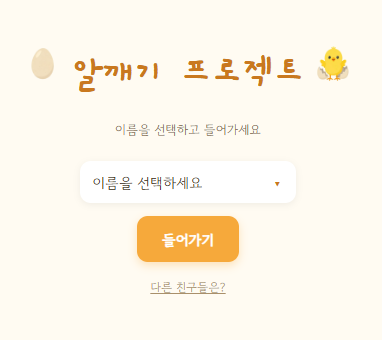 알깨기 프로젝트
이름을 선택하고 들어가세요
이름을 선택하세요
들어가기
다른 친구들은?